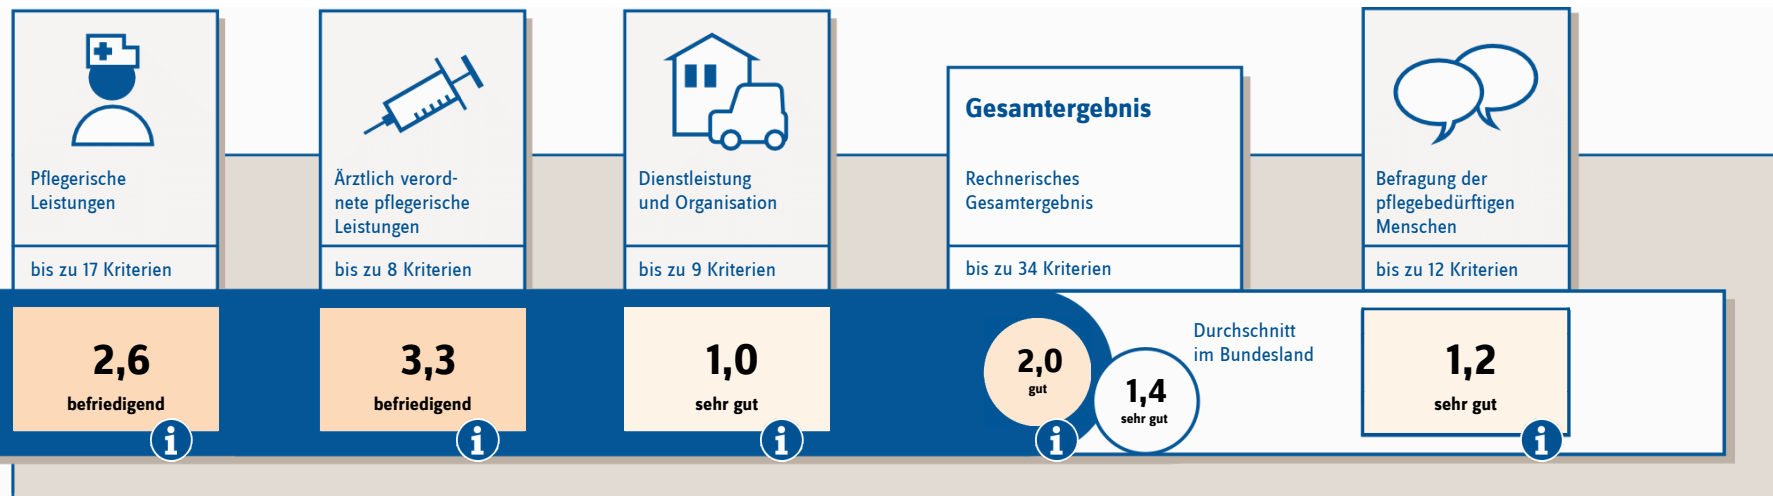 Pflegerische
Leistungen
bis zu 17 Kriterien
2,6
befriedigend
i
Ärztlich verord-
nete pflegerische
Leistungen
bis zu 8 Kriterien
3,3
befriedigend
i
Dienstleistung
und Organisation
bis zu 9 Kriterien
1,0
sehr gut
i
Gesamtergebnis
Rechnerisches
Gesamtergebnis
bis zu 34 Kriterien
2,0
gut
i
1,4
sehr gut
Durchschnitt
im Bundesland
Befragung der
pflegebedürftigen
Menschen
bis zu 12 Kriterien
1,2
sehr gut
i